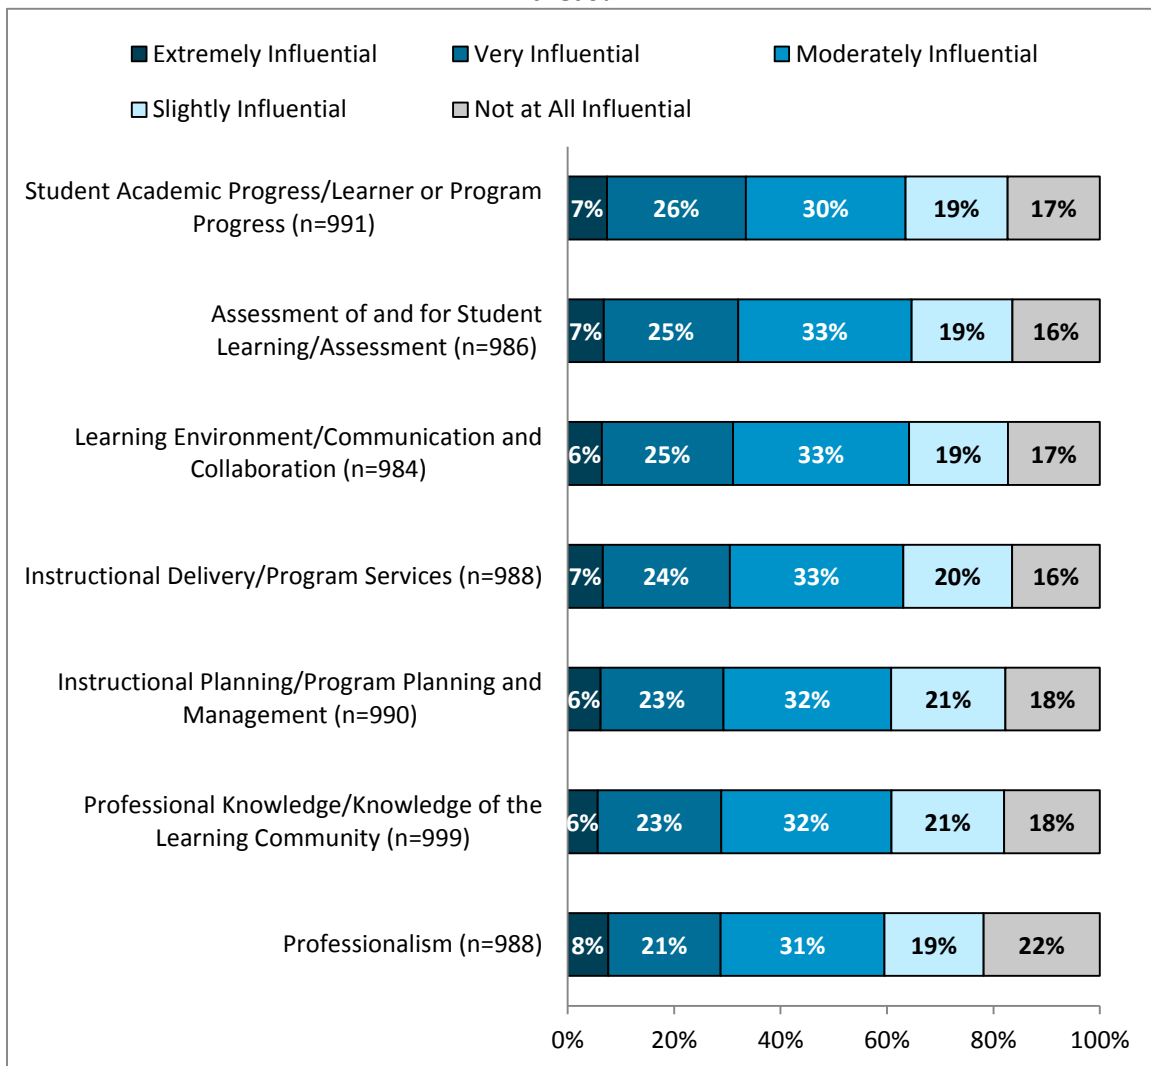 Extremely Influential
Very Influential
Moderately Influential
Slightly Influential
Not at All Influential
Student Academic Progress/Learner or Program
Progress (n=991)
7%
26%
30%
19%
17%
Assessment of and for Student
Learning/Assessment (n=986)
7%
25%
33%
19%
16%
Learning Environment/Communication and
Collaboration (n=984)
6%
25%
33%
19%
17%
Instructional Delivery/Program Services (n=988)
7%
24%
33%
20%
16%
Instructional Planning/Program Planning and
Management (n=990)
6%
23%
32%
21%
18%
Professional Knowledge/Knowledge of the
Learning Community (n=999)
6%
23%
32%
21%
18%
Professionalism (n=988)
8%
21%
31%
19%
22%
0%
20%
40%
60%
80%
100%